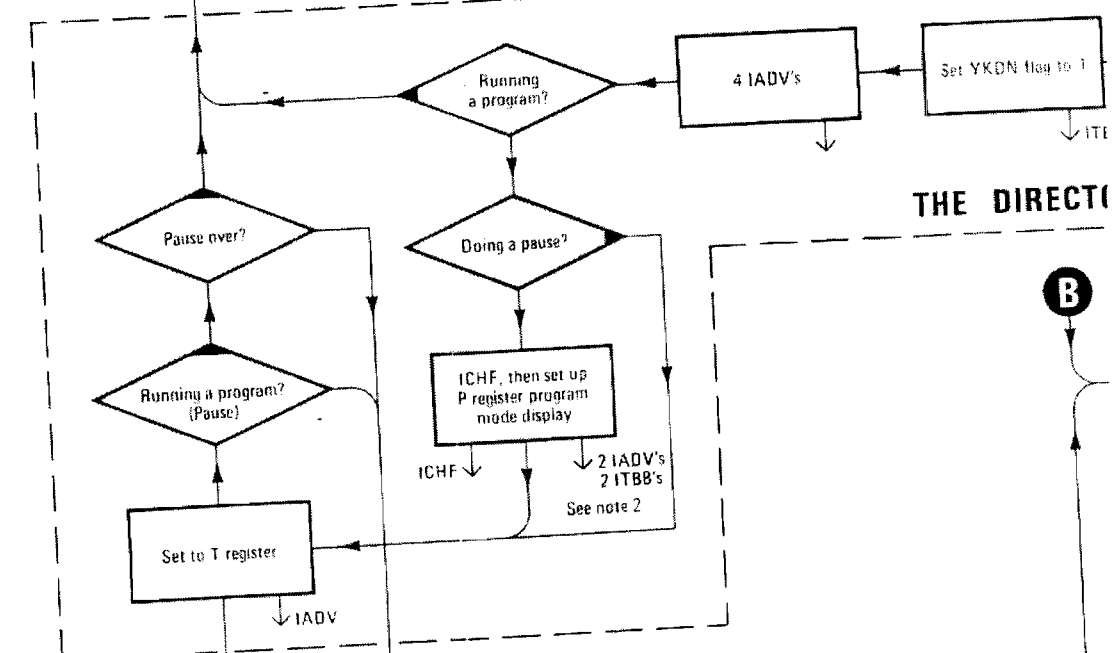 Running
a program?
4 IADV's
Set YKDN flag to 1
THE DIRECT
Pause over?
Doing a pause?
B
Running a program?
(Pause)
ICHF, then set up
P register program
mode display
ICHF
2 IADV's
2 ITBB's
See note 2
Set to T register
IADV